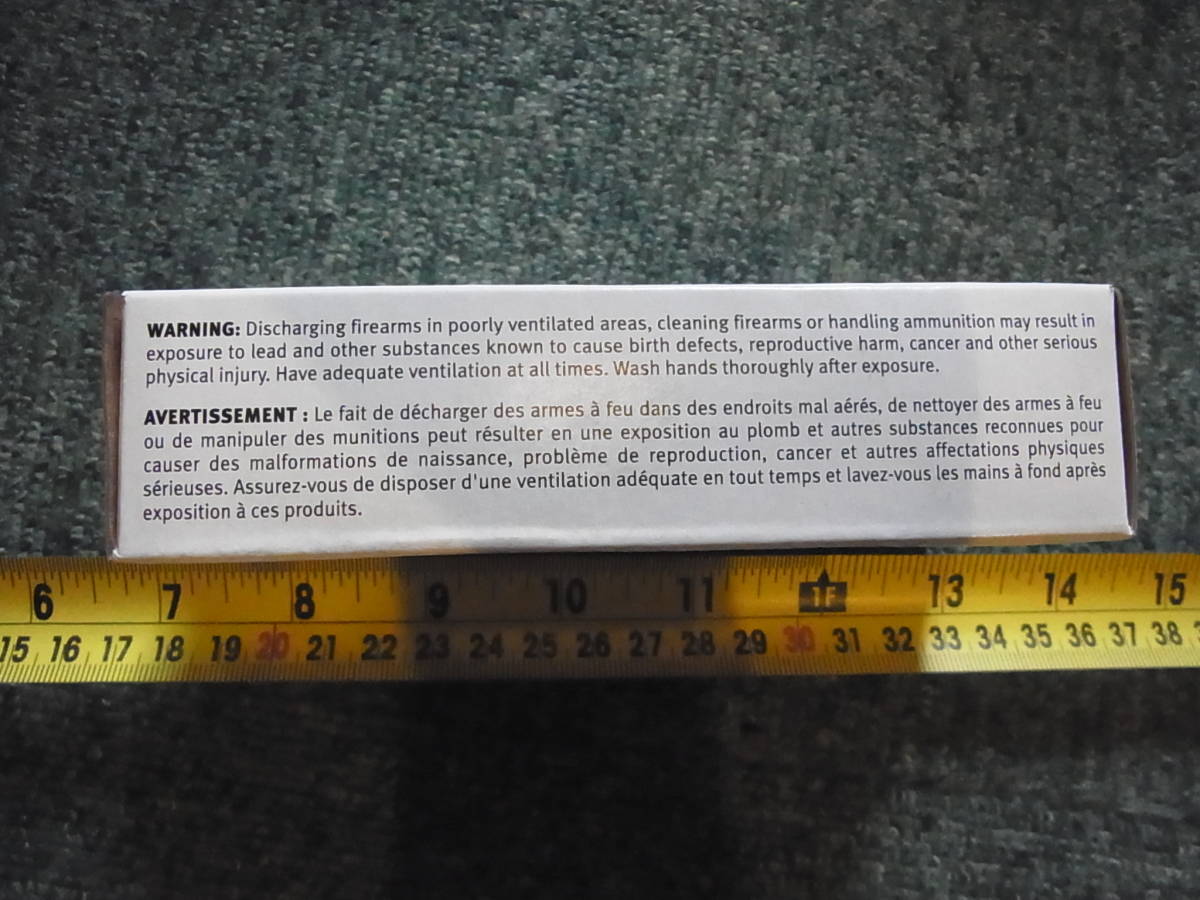 WARNING: Discharging firearms in poorly ventilated areas, cleaning firearms or handling ammunition may result in
exposure to lead and other substances known to cause birth defects, reproductive harm, cancer and other serious
physical injury. Have adequate ventilation at all times. Wash hands thoroughly after exposure.
AVERTISSEMENT : Le fait de décharger des armes à feu dans des endroits mal aérés, de nettoyer des armes à feu
ou de manipuler des munitions peut résulter en une exposition au plomb et autres substances reconnues pour
causer des malformations de naissance, problème de reproduction, cancer et autres affectations physiques
sérieuses. Assurez-vous de disposer d'une ventilation adéquate en tout temps et lavez-vous les mains à fond après
exposition à ces produits.
6 7 8 9 10 11 1F 13 14 15
15 16 17 18 19 20 21 22 23 24 25 26 27 28 29 30 31 32 33 34 35 36 37 38